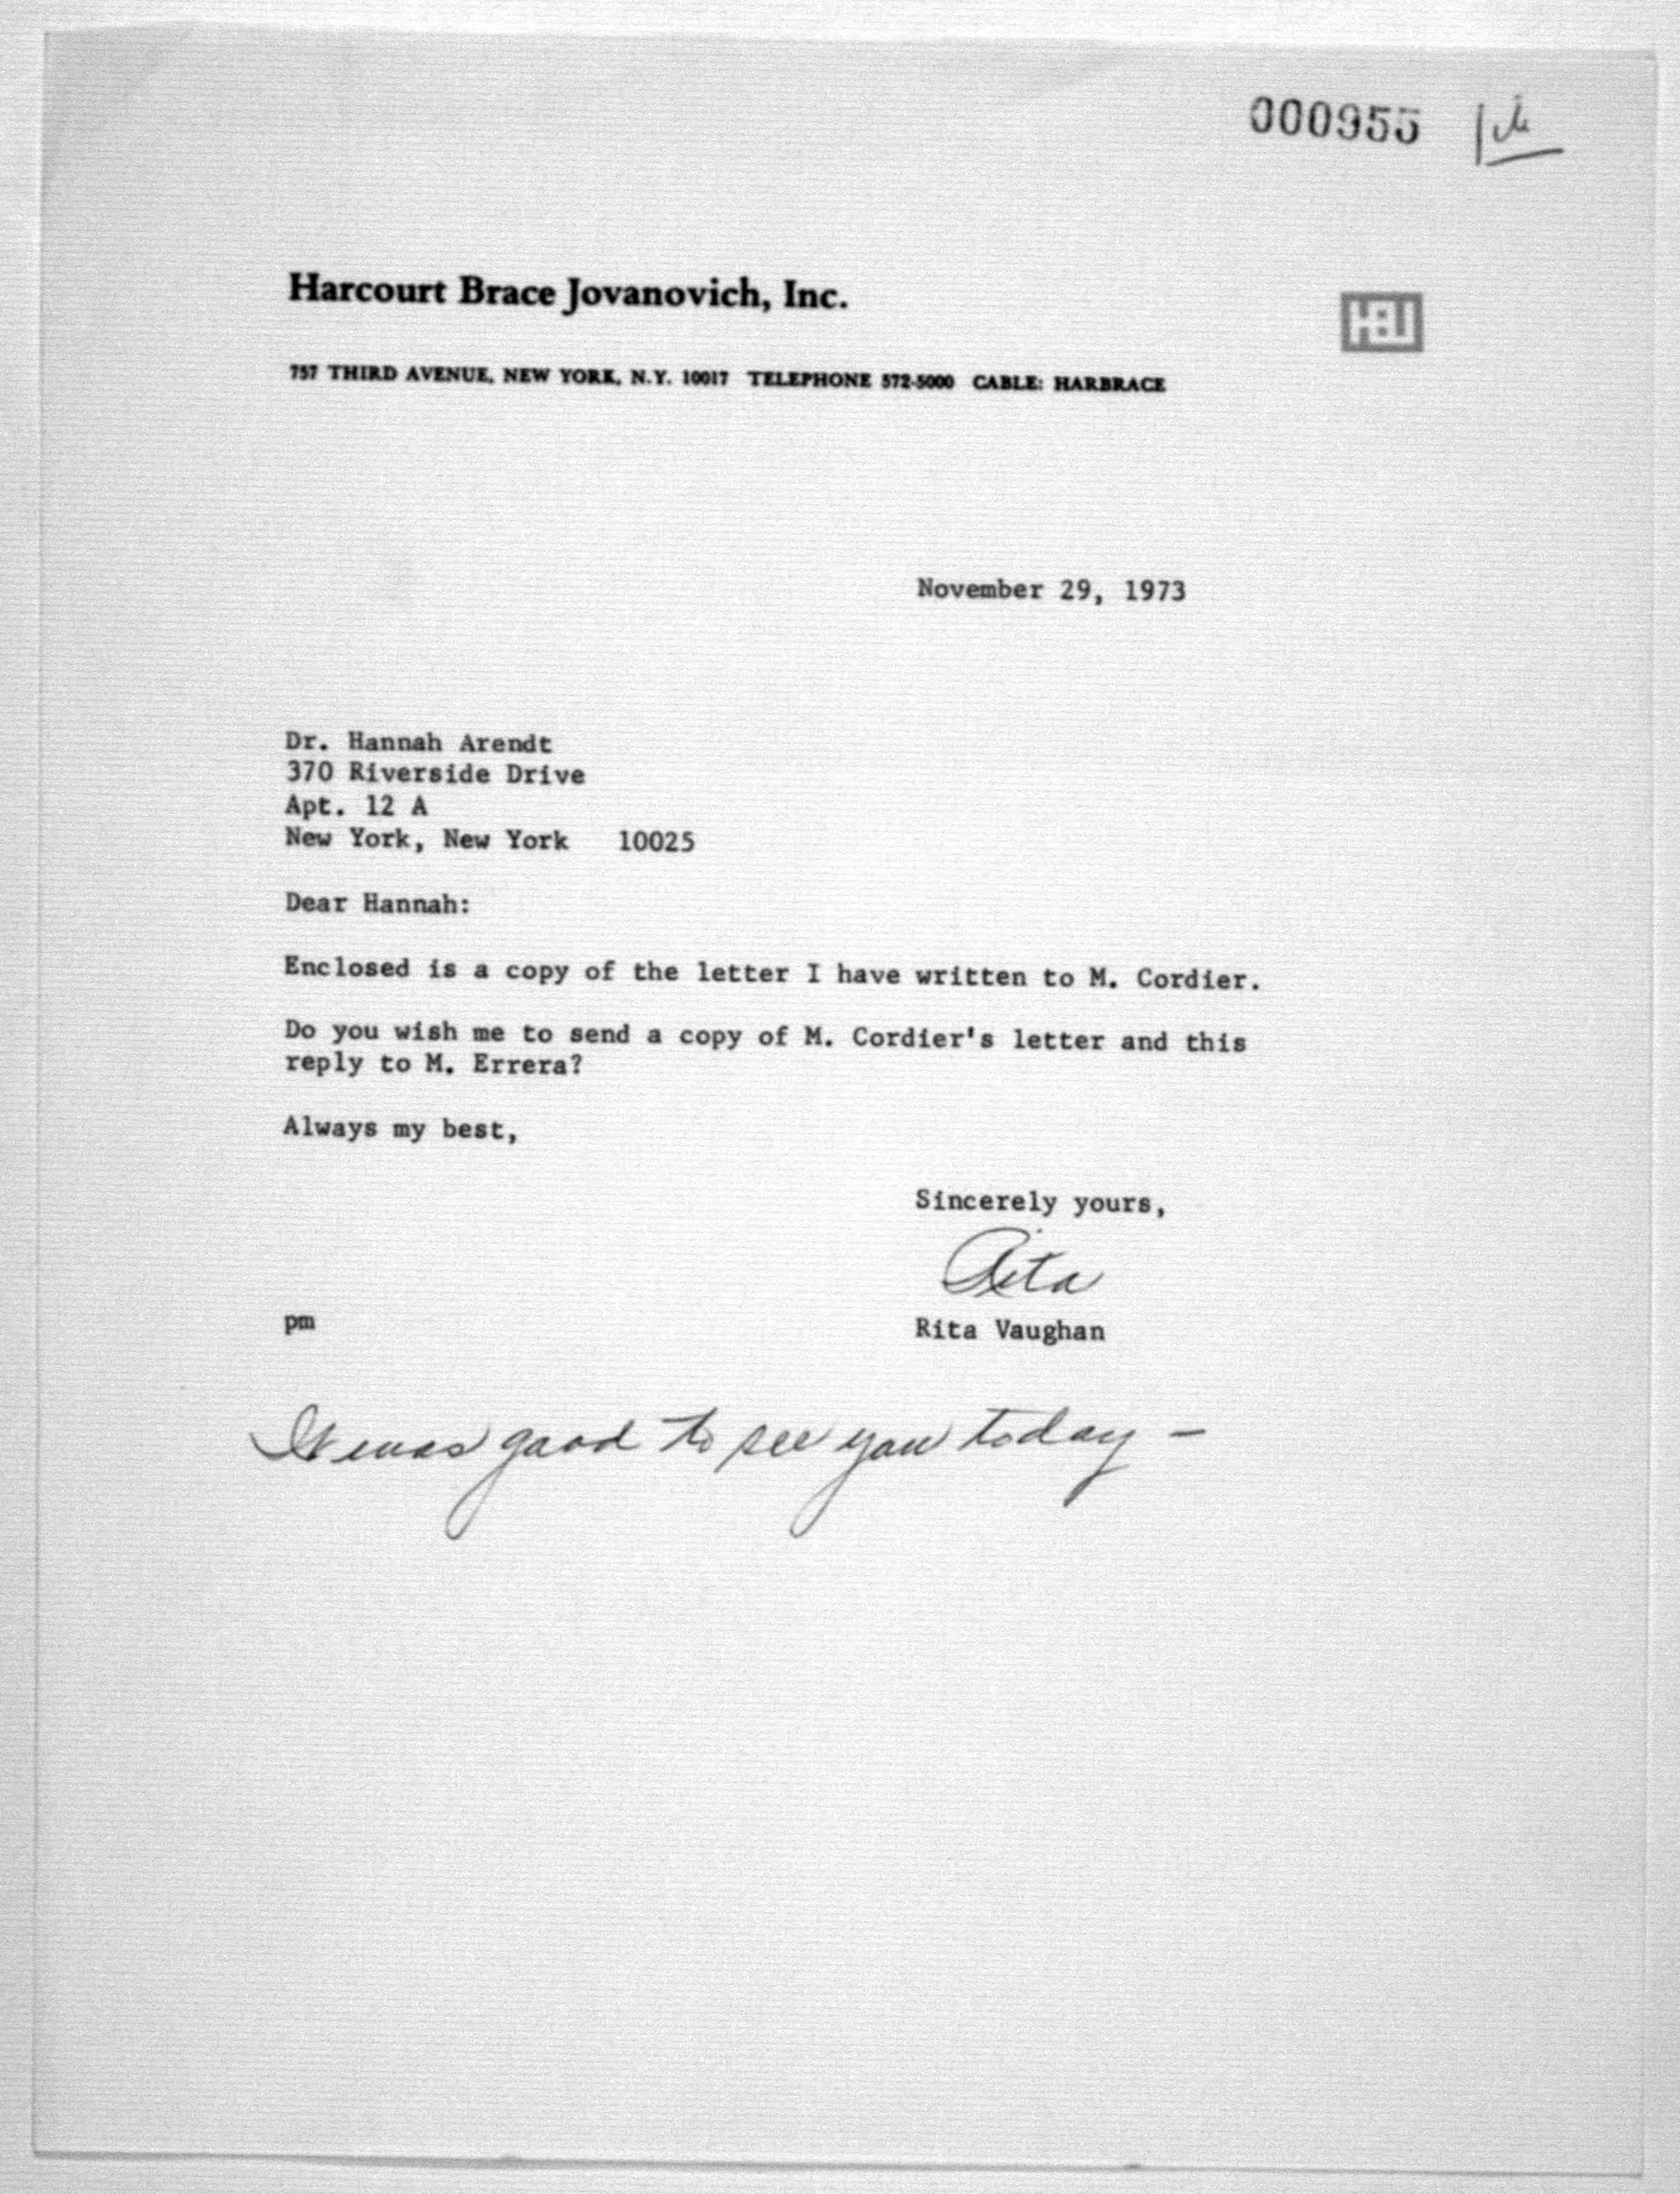 000955
Harcourt Brace Jovanovich, Inc.
HBJ
757 THIRD AVENUE, NEW YORK, N.Y. 10017 TELEPHONE 572-5000 CABLE: HARBRACE
November 29, 1973
Dr. Hannah Arendt
370 Riverside Drive
Apt. 12 A
New York, New York 10025
Dear Hannah:
Enclosed is a copy of the letter I have written to M. Cordier.
Do you wish me to send a copy of M. Cordier's letter and this
reply to M. Errera?
Always my best,
Sincerely yours,
Rita
pm
Rita Vaughan
It was good to see you today -